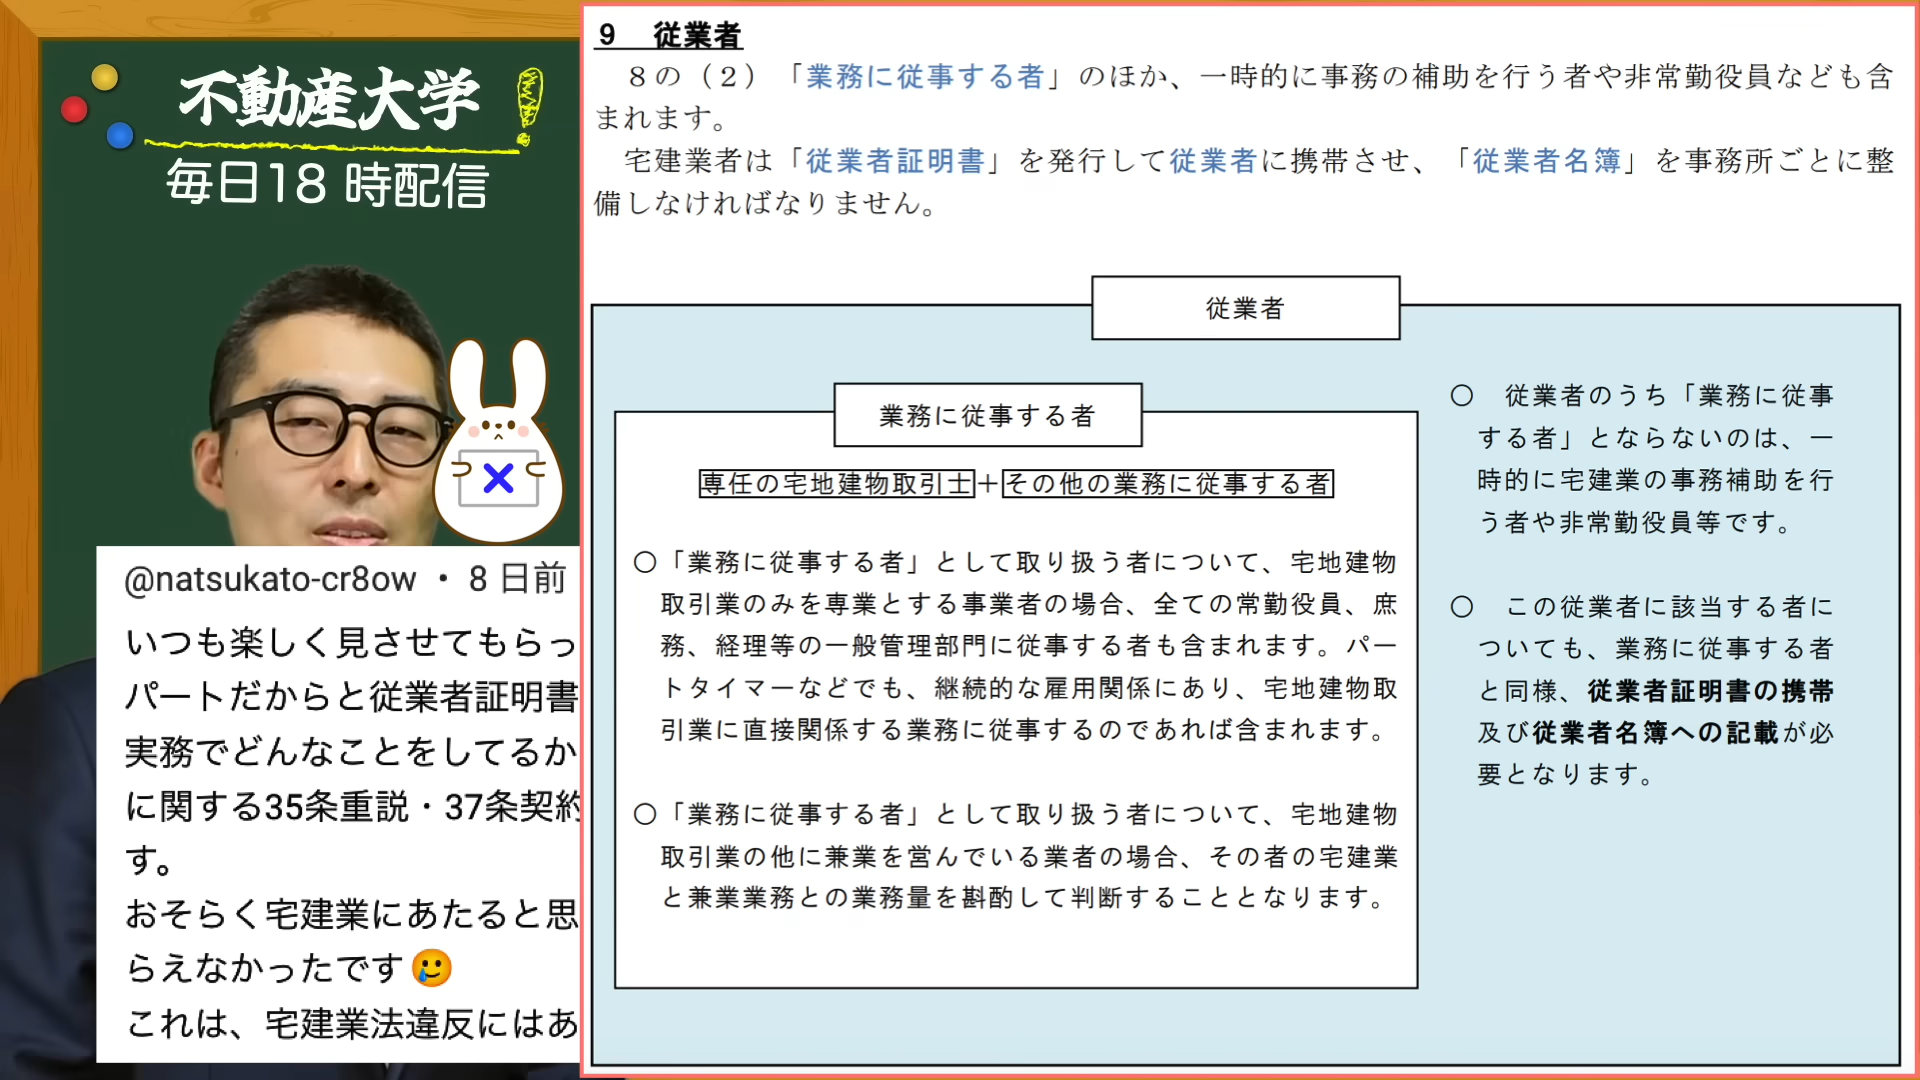 不動産大学!
毎日18時配信
@natsukato-cr8ow・8 日前
いつも楽しく見させてもらっ
パートだからと従業者証明書
実務でどんなことをしてるか
に関する35条重説・37条契約
す。
おそらく宅建業にあたると思
らえなかったです🥲
これは、宅建業法違反にはあ
9 従業者
8の(2)「業務に従事する者」のほか、一時的に事務の補助を行う者や非常勤役員なども含
まれます。
宅建業者は「従業者証明書」を発行して従業者に携帯させ、「従業者名簿」を事務所ごとに整
備しなければなりません。
従業者
業務に従事する者
専任の宅地建物取引士+その他の業務に従事する者
○「業務に従事する者」として取り扱う者について、宅地建物
取引業のみを専業とする事業者の場合、全ての常勤役員、庶
務、経理等の一般管理部門に従事する者も含まれます。パー
トタイマーなどでも、継続的な雇用関係にあり、宅地建物取
引業に直接関係する業務に従事するのであれば含まれます。
○「業務に従事する者」として取り扱う者について、宅地建物
取引業の他に兼業を営んでいる業者の場合、その者の宅建業
と兼業業務との業務量を斟酌して判断することとなります。
○ 従業者のうち「業務に従事
する者」とならないのは、一
時的に宅建業の事務補助を行
う者や非常勤役員等です。
○ この従業者に該当する者に
ついても、業務に従事する者
と同様、従業者証明書の携帯
及び従業者名簿への記載が必
要となります。